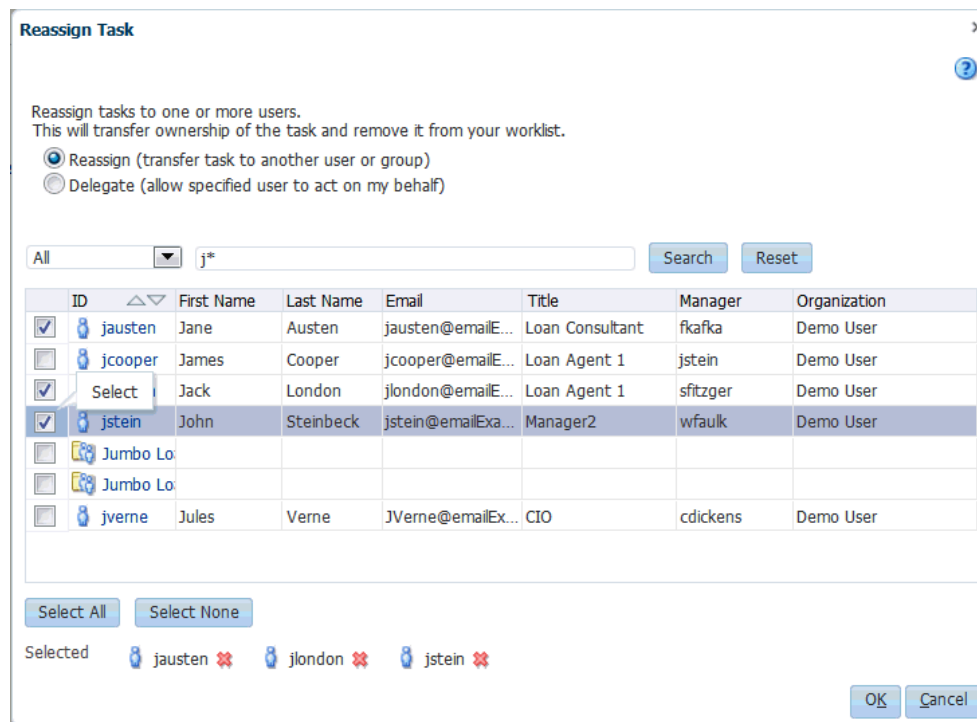 Reassign Task
Reassign tasks to one or more users.
This will transfer ownership of the task and remove it from your worklist.
Reassign (transfer task to another user or group)
Delegate (allow specified user to act on my behalf)
All j* Search Reset
ID First Name Last Name Email Title Manager Organization
jausten Jane Austen jausten@emailE... Loan Consultant fkafka Demo User
jcooper James Cooper jcooper@emailE... Loan Agent 1 jstein Demo User
Select Jack London jlondon@emailE... Loan Agent 1 sfitzger Demo User
jstein John Steinbeck jstein@emailExa... Manager2 wfaulk Demo User
Jumbo Lo
Jumbo Lo
jverne Jules Verne JVerne@emailEx... CIO cdickens Demo User
Select All Select None
Selected jausten jlondon jstein
OK Cancel